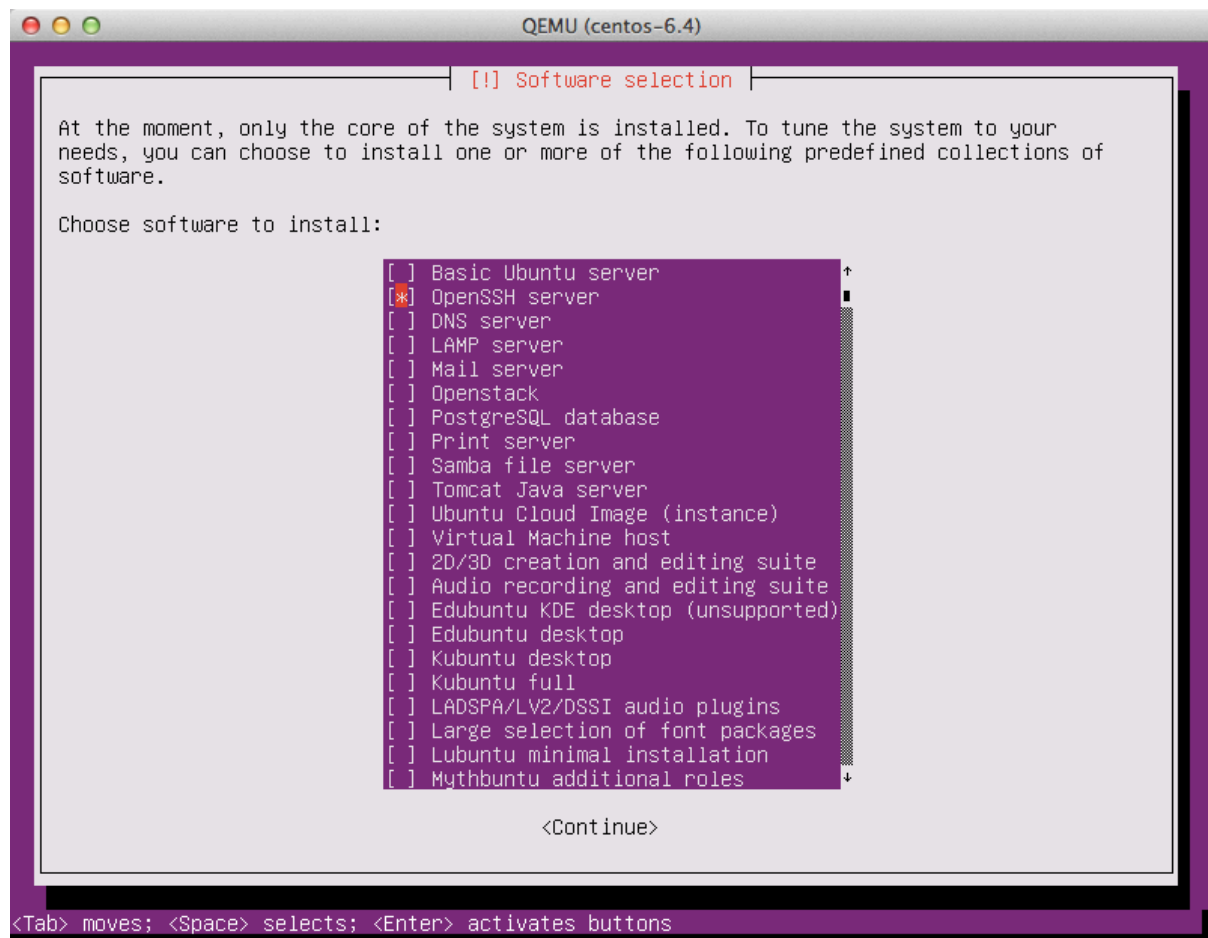 QEMU (centos-6.4)
[!] Software selection
At the moment, only the core of the system is installed. To tune the system to your
needs, you can choose to install one or more of the following predefined collections of
software.
Choose software to install:
[ ] Basic Ubuntu server
[*] OpenSSH server
[ ] DNS server
[ ] LAMP server
[ ] Mail server
[ ] Openstack
[ ] PostgreSQL database
[ ] Print server
[ ] Samba file server
[ ] Tomcat Java server
[ ] Ubuntu Cloud Image (instance)
[ ] Virtual Machine host
[ ] 2D/3D creation and editing suite
[ ] Audio recording and editing suite
[ ] Edubuntu KDE desktop (unsupported)
[ ] Edubuntu desktop
[ ] Kubuntu desktop
[ ] Kubuntu full
[ ] LADSPA/LV2/DSSI audio plugins
[ ] Large selection of font packages
[ ] Lubuntu minimal installation
[ ] Mythbuntu additional roles
<Continue>
<Tab> moves; <Space> selects; <Enter> activates buttons